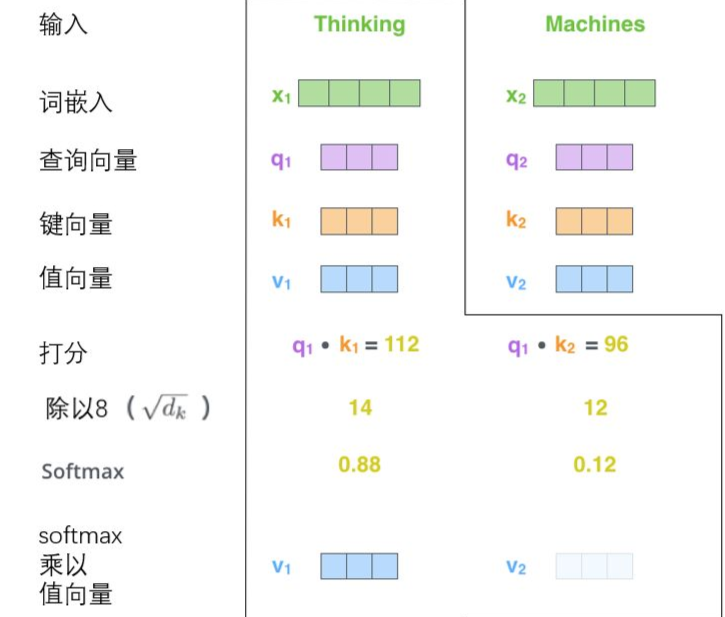 输入 Thinking Machines
词嵌入 x₁ x₂
查询向量 q₁ q₂
键向量 k₁ k₂
值向量 v₁ v₂
打分 q₁ • k₁ = 112 q₁ • k₂ = 96
除以8 ( √dₖ ) 14 12
Softmax 0.88 0.12
softmax
乘以 v₁ v₂
值向量